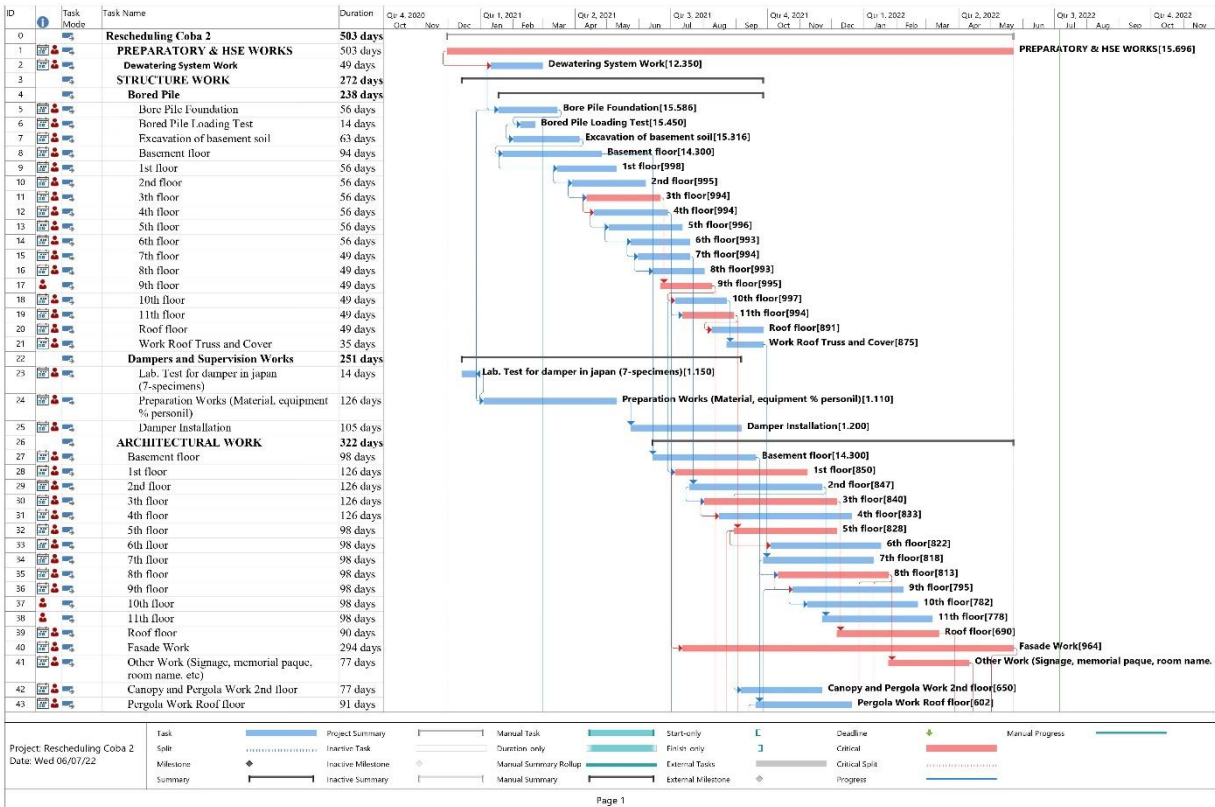 ID Task Mode Task Name Duration Qtr 4, 2020 Qtr 1, 2021 Qtr 2, 2021 Qtr 3, 2021 Qtr 4, 2021 Qtr 1, 2022 Qtr 2, 2022 Qtr 3, 2022 Qtr 4, 2022
Oct Nov Dec Jan Feb Mar Apr May Jun Jul Aug Sep Oct Nov Dec Jan Feb Mar Apr May Jun Jul Aug Sep Oct Nov
0 Rescheduling Coba 2 503 days
1 PREPARATORY & HSE WORKS 503 days PREPARATORY & HSE WORKS[15.696]
2 Dewatering System Work 49 days Dewatering System Work[12.350]
3 STRUCTURE WORK 272 days
4 Bored Pile 238 days
5 Bore Pile Foundation 56 days Bore Pile Foundation[15.586]
6 Bored Pile Loading Test 14 days Bored Pile Loading Test[15.450]
7 Excavation of basement soil 63 days Excavation of basement soil[15.316]
8 Basement floor 94 days Basement floor[14.300]
9 1st floor 56 days 1st floor[998]
10 2nd floor 56 days 2nd floor[995]
11 3th floor 56 days 3th floor[994]
12 4th floor 56 days 4th floor[994]
13 5th floor 56 days 5th floor[996]
14 6th floor 56 days 6th floor[993]
15 7th floor 49 days 7th floor[994]
16 8th floor 49 days 8th floor[993]
17 9th floor 49 days 9th floor[995]
18 10th floor 49 days 10th floor[997]
19 11th floor 49 days 11th floor[994]
20 Roof floor 49 days Roof floor[891]
21 Work Roof Truss and Cover 35 days Work Roof Truss and Cover[875]
22 Dampers and Supervision Works 251 days
23 Lab. Test for damper in japan 14 days Lab. Test for damper in japan (7-specimens)[1.150]
(7-specimens)
24 Preparation Works (Material, equipment 126 days Preparation Works (Material, equipment % personil)[1.110]
% personil)
25 Damper Installation 105 days Damper Installation[1.200]
26 ARCHITECTURAL WORK 322 days
27 Basement floor 98 days Basement floor[14.300]
28 1st floor 126 days 1st floor[850]
29 2nd floor 126 days 2nd floor[847]
30 3th floor 126 days 3th floor[840]
31 4th floor 126 days 4th floor[833]
32 5th floor 98 days 5th floor[828]
33 6th floor 98 days 6th floor[822]
34 7th floor 98 days 7th floor[818]
35 8th floor 98 days 8th floor[813]
36 9th floor 98 days 9th floor[795]
37 10th floor 98 days 10th floor[782]
38 11th floor 98 days 11th floor[778]
39 Roof floor 90 days Roof floor[690]
40 Fasade Work 294 days Fasade Work[964]
41 Other Work (Signage, memorial paque, 77 days Other Work (Signage, memorial paque, room name.
room name. etc)
42 Canopy and Pergola Work 2nd floor 77 days Canopy and Pergola Work 2nd floor[650]
43 Pergola Work Roof floor 91 days Pergola Work Roof floor[602]
Project: Rescheduling Coba 2
Date: Wed 06/07/22
Task Project Summary Manual Task Start-only Deadline Manual Progress
Split Inactive Task Duration-only Finish-only Critical
Milestone Inactive Milestone Manual Summary Rollup External Tasks Critical Split
Summary Inactive Summary Manual Summary External Milestone Progress
Page 1